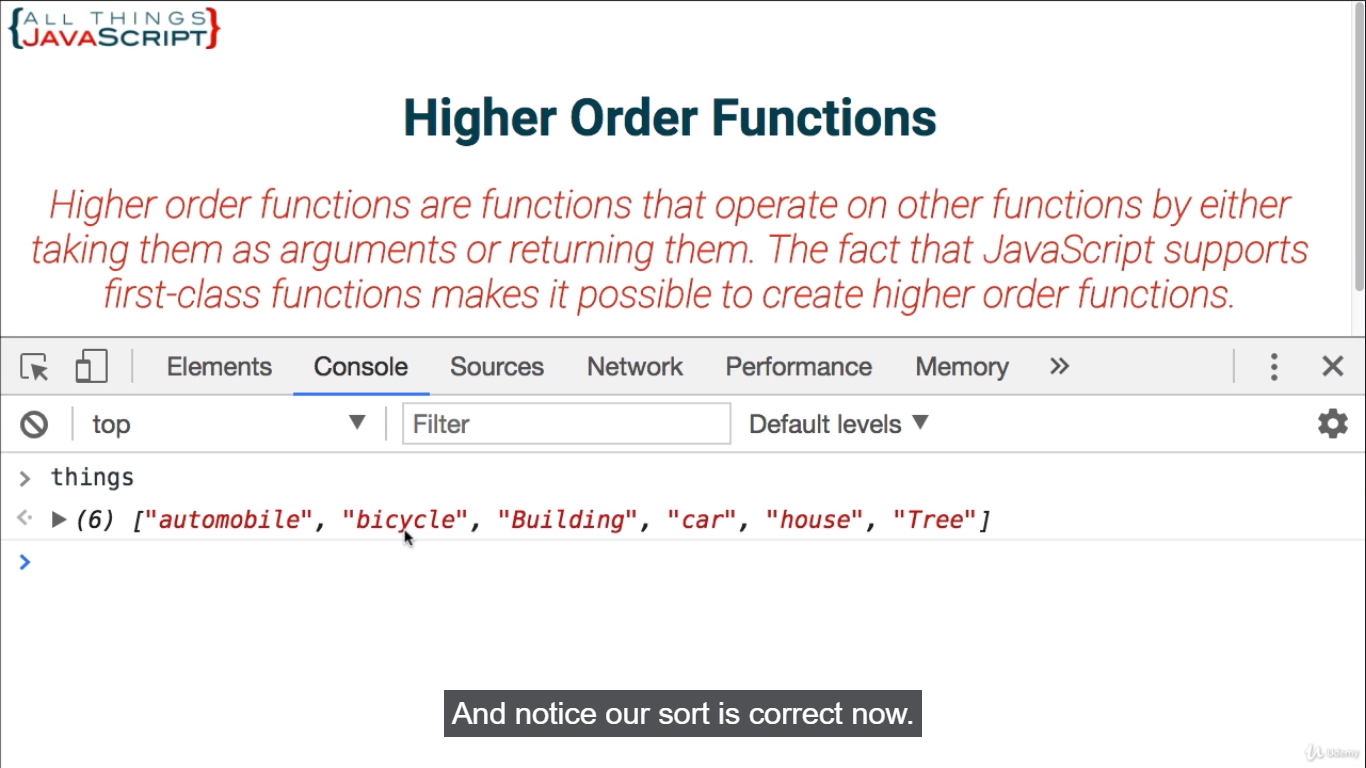 {ALL THINGS
JAVASCRIPT}
Higher Order Functions
Higher order functions are functions that operate on other functions by either
taking them as arguments or returning them. The fact that JavaScript supports
first-class functions makes it possible to create higher order functions.
Elements Console Sources Network Performance Memory »
top ▼ Filter Default levels ▼
> things
(6) ["automobile", "bicycle", "Building", "car", "house", "Tree"]
>
And notice our sort is correct now.
Udemy